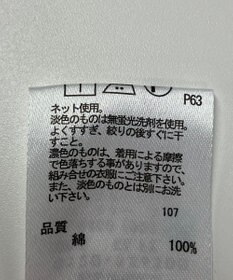 P63
ネット使用。
淡色のものは無蛍光洗剤を使用。
よくすすぎ、絞りの後すぐに干
すこと。
濃色のものは、着用による摩擦
で色落ちする事がありますので、
組み合せの衣服にご注意下さい。
また、淡色のものとは別にお洗
い下さい。
107
品質
綿 100%